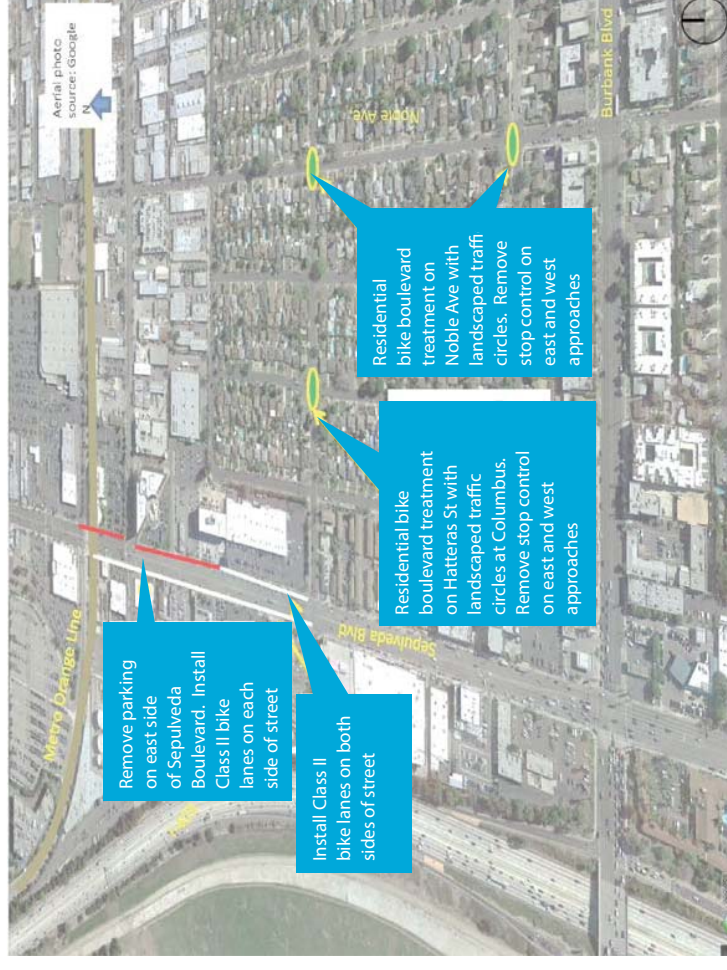 Aerial photo
source: Google
N
Metro Orange Line
Remove parking
on east side
of Sepulveda
Boulevard. Install
Class II bike
lanes on each
side of street
Install Class II
bike lanes on both
sides of street
Sepulveda Blvd
Residential bike
boulevard treatment
on Hatteras St with
landscaped traffic
circles at Columbus.
Remove stop control
on east and west
approaches
Residential
bike boulevard
treatment on
Noble Ave with
landscaped traffi
circles. Remove
stop control on
east and west
approaches
Noble Ave.
Burbank Blvd